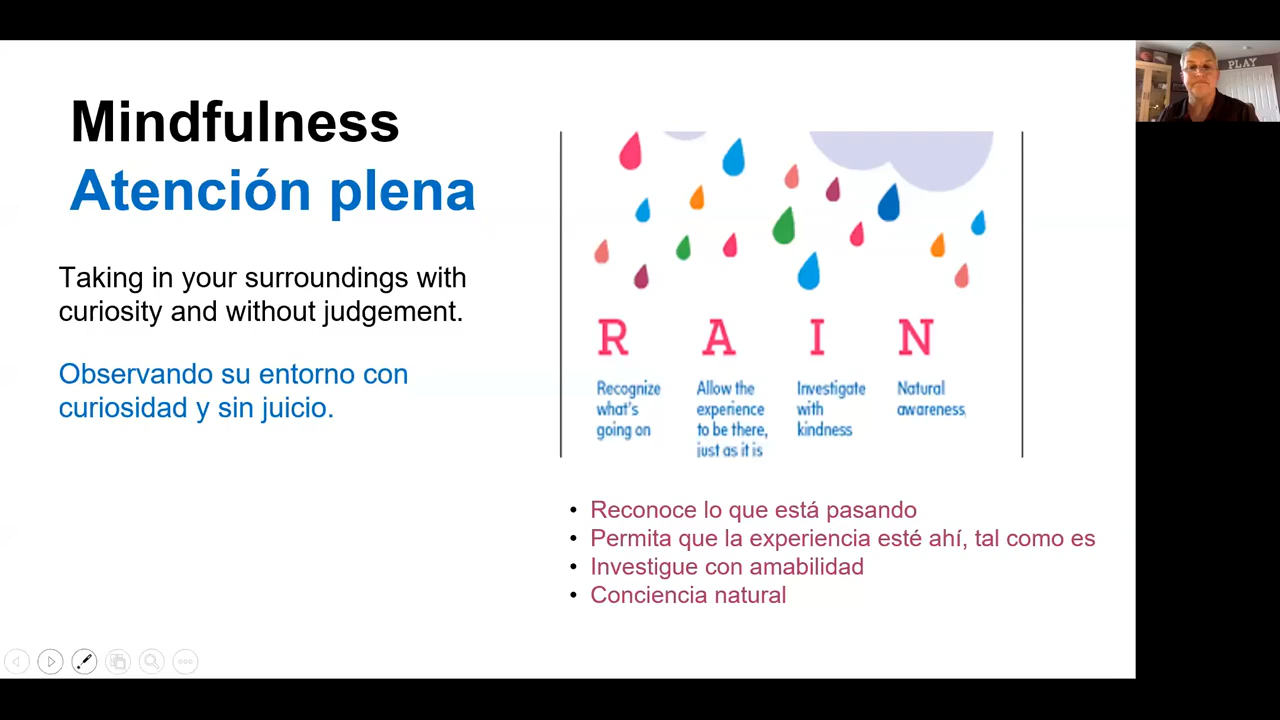 Mindfulness
Atención plena
Taking in your surroundings with
curiosity and without judgement.
Observando su entorno con
curiosidad y sin juicio.
R A I N
Recognize
what's
going on
Allow the
experience
to be there,
just as it is
Investigate
with
kindness
Natural
awareness
• Reconoce lo que está pasando
• Permita que la experiencia esté ahí, tal como es
• Investigue con amabilidad
• Conciencia natural
PLAY